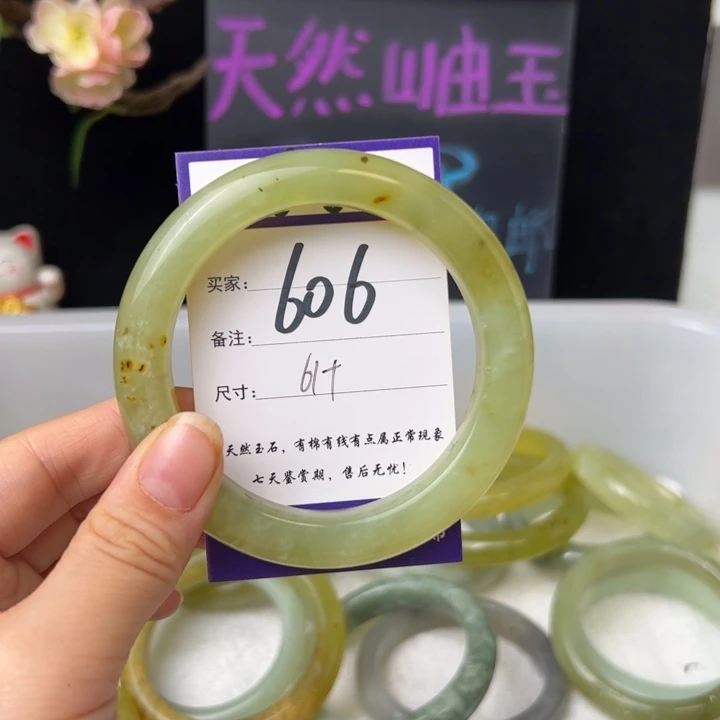 天然岫玉
买家：606
备注：
尺寸：61+
天然玉石，有棉有线有点属正常现象
七天鉴赏期，售后无忧！